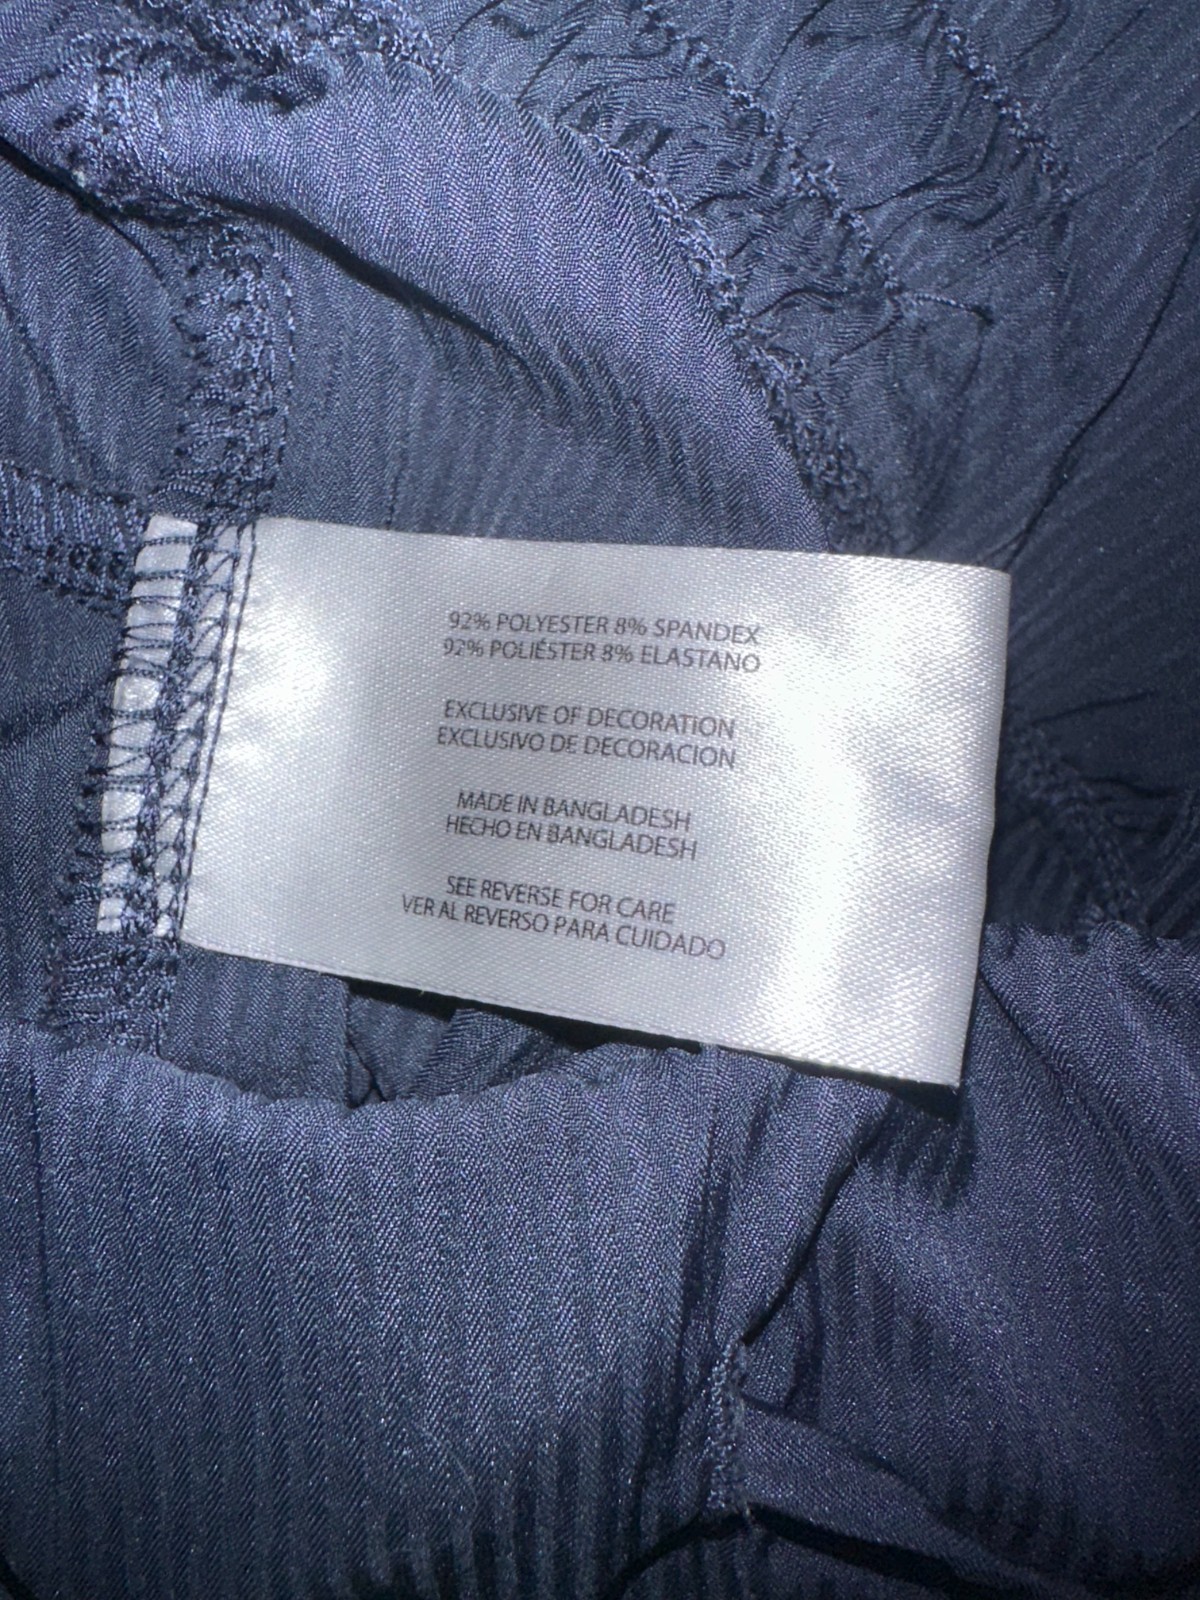 92% POLYESTER 8% SPANDEX
92% POLIÉSTER 8% ELASTANO
EXCLUSIVE OF DECORATION
EXCLUSIVO DE DECORACION
MADE IN BANGLADESH
HECHO EN BANGLADESH
SEE REVERSE FOR CARE
VER AL REVERSO PARA CUIDADO